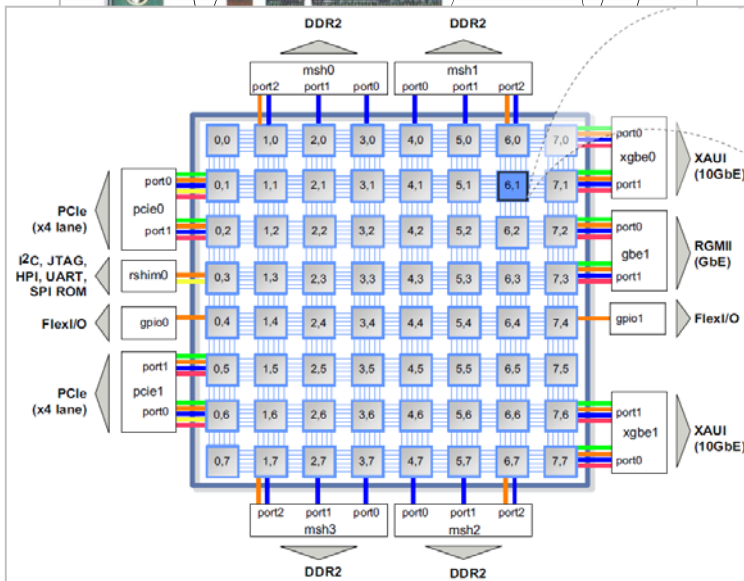 DDR2 DDR2
msh0 msh1
port2 port1 port0 port0 port1 port2
0,0 1,0 2,0 3,0 4,0 5,0 6,0 7,0
port0
xgbe0
port1
XAUI
(10GbE)
0,1 1,1 2,1 3,1 4,1 5,1 6,1 7,1
PCIe
(x4 lane)
port0
pcie0
port1
0,2 1,2 2,2 3,2 4,2 5,2 6,2 7,2
port0
gbe1
port1
RGMII
(GbE)
I²C, JTAG,
HPI, UART,
SPI ROM
rshim0
0,3 1,3 2,3 3,3 4,3 5,3 6,3 7,3
FlexI/O gpio0
0,4 1,4 2,4 3,4 4,4 5,4 6,4 7,4
gpio1 FlexI/O
PCIe
(x4 lane)
port1
pcie1
port0
0,5 1,5 2,5 3,5 4,5 5,5 6,5 7,5
0,6 1,6 2,6 3,6 4,6 5,6 6,6 7,6
port1
xgbe1
port0
XAUI
(10GbE)
0,7 1,7 2,7 3,7 4,7 5,7 6,7 7,7
port2 port1 port0 port0 port1 port2
msh3 msh2
DDR2 DDR2